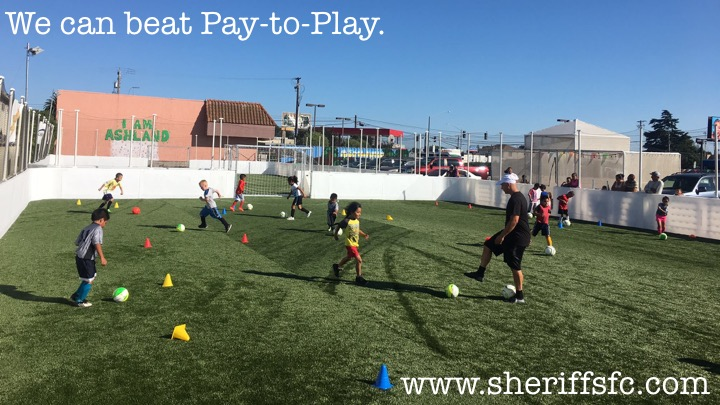 We can beat Pay-to-Play.
I AM
ASHLAND
www.sheriffsfc.com